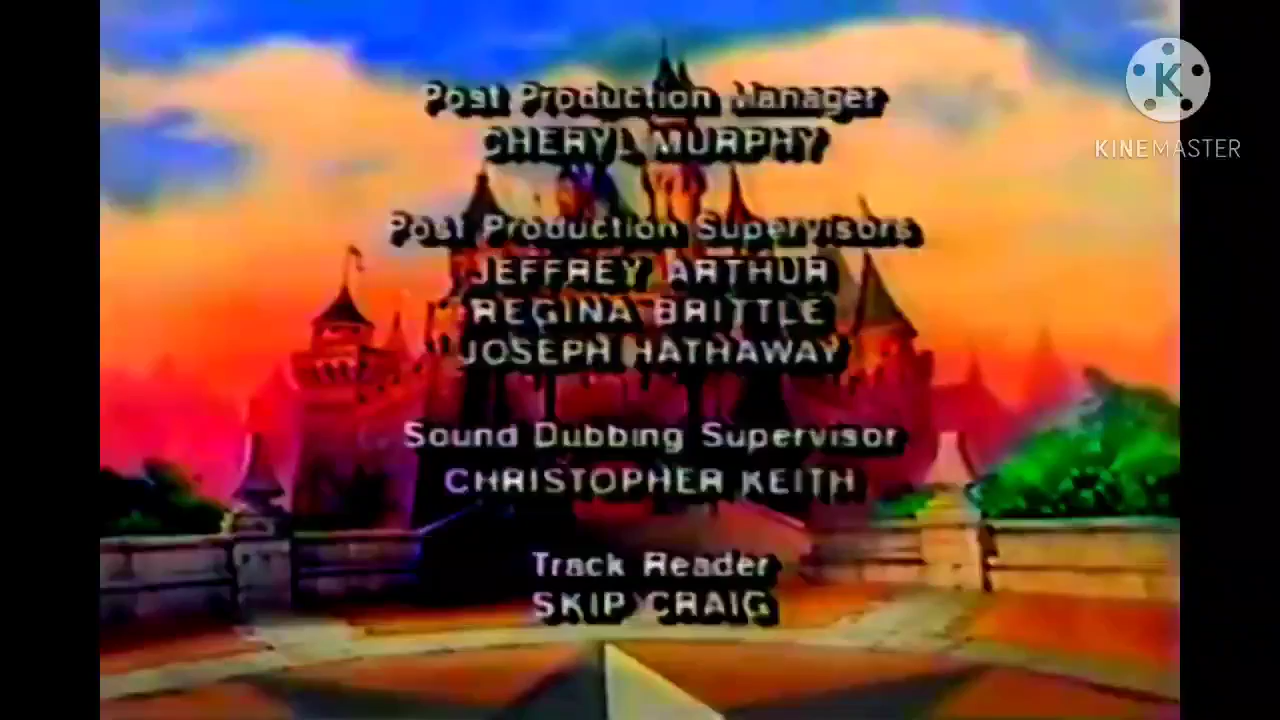 Post Production Manager
CHERYL MURPHY
Post Production Supervisors
JEFFREY ARTHUR
REGINA BRITTLE
JOSEPH HATHAWAY
Sound Dubbing Supervisor
CHRISTOPHER KEITH
Track Reader
SKIP CRAIG
K
KINEMASTER